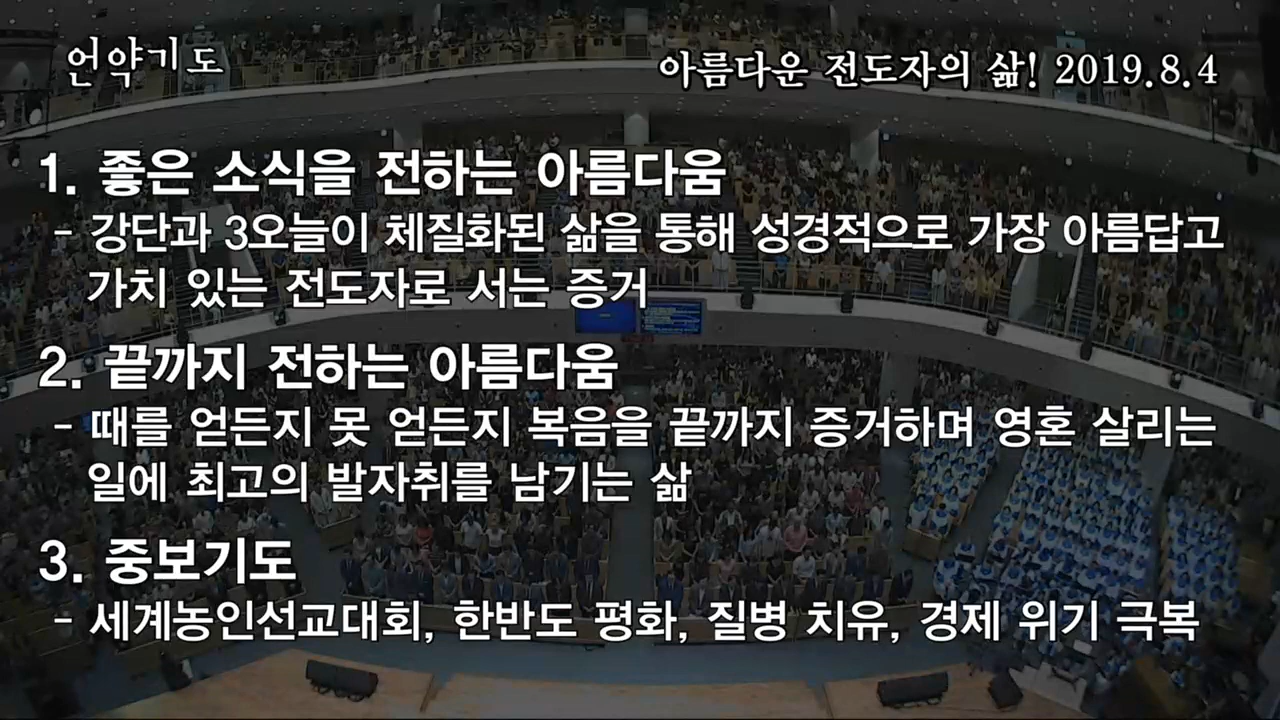 언약기도
아름다운 전도자의 삶! 2019.8.4
1. 좋은 소식을 전하는 아름다움
- 강단과 3오늘이 체질화된 삶을 통해 성경적으로 가장 아름답고
가치 있는 전도자로 서는 증거
2. 끝까지 전하는 아름다움
- 때를 얻든지 못 얻든지 복음을 끝까지 증거하며 영혼 살리는
일에 최고의 발자취를 남기는 삶
3. 중보기도
- 세계농인선교대회, 한반도 평화, 질병 치유, 경제 위기 극복